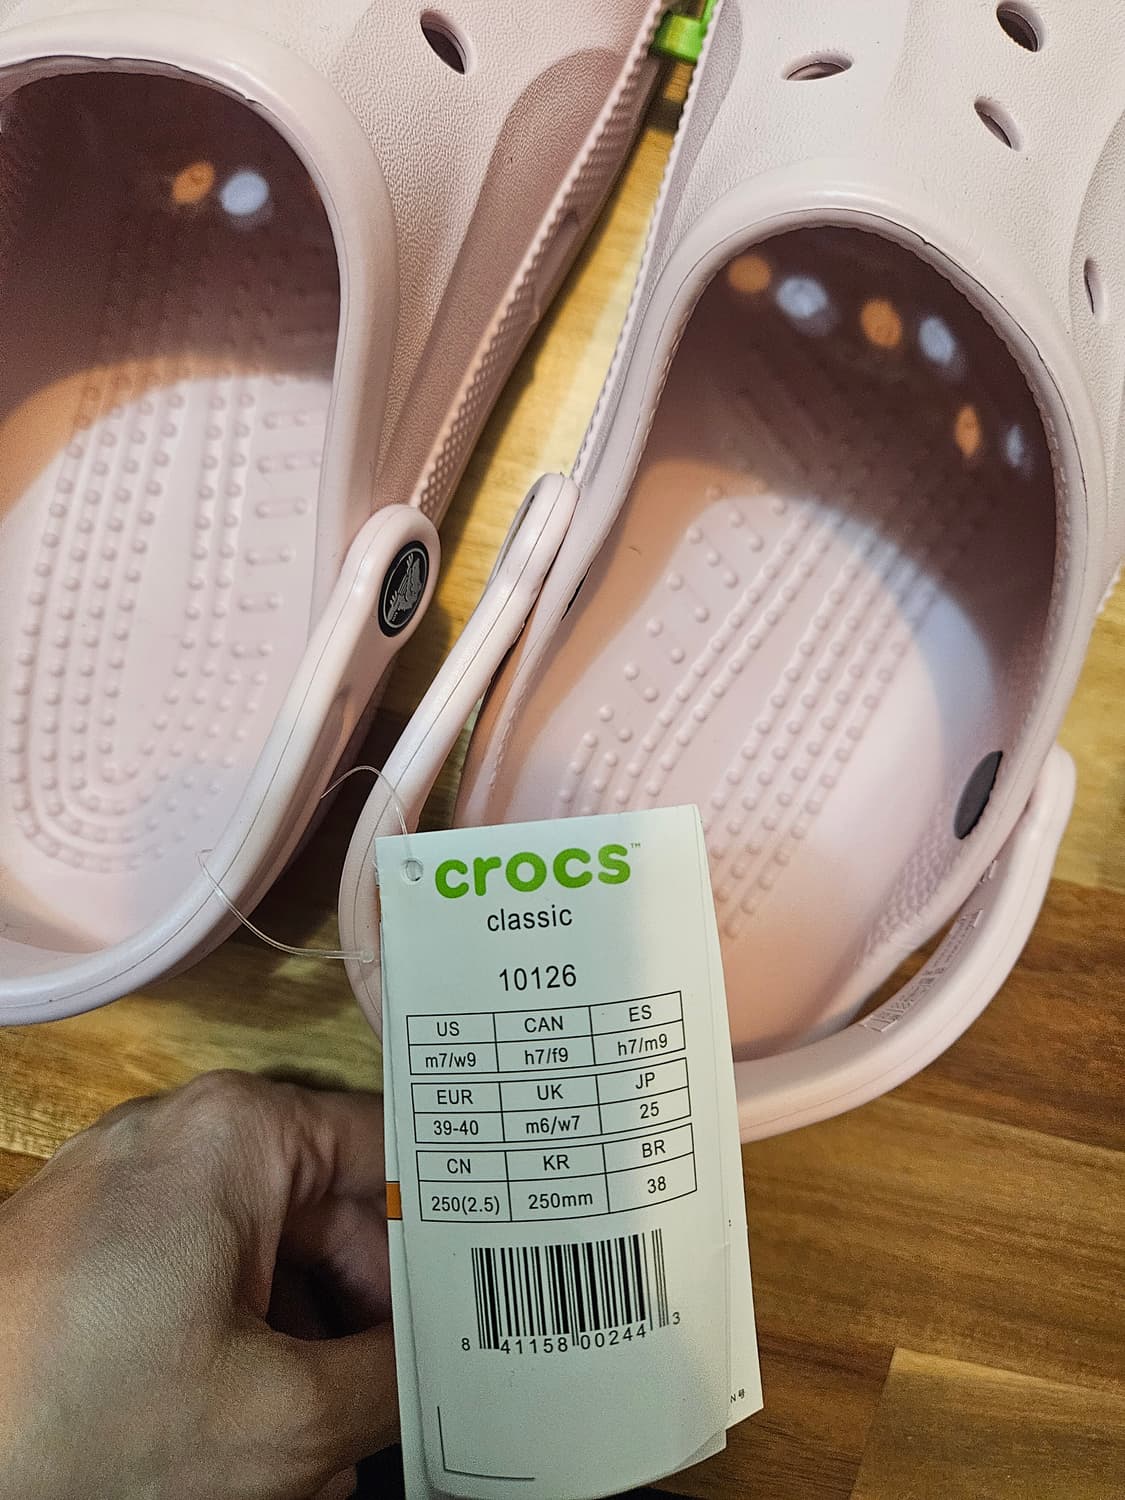 crocs™
classic
10126
US CAN ES
m7/w9 h7/f9 h7/m9
EUR UK JP
39-40 m6/w7 25
CN KR BR
250(2.5) 250mm 38
8 41158 00244 3